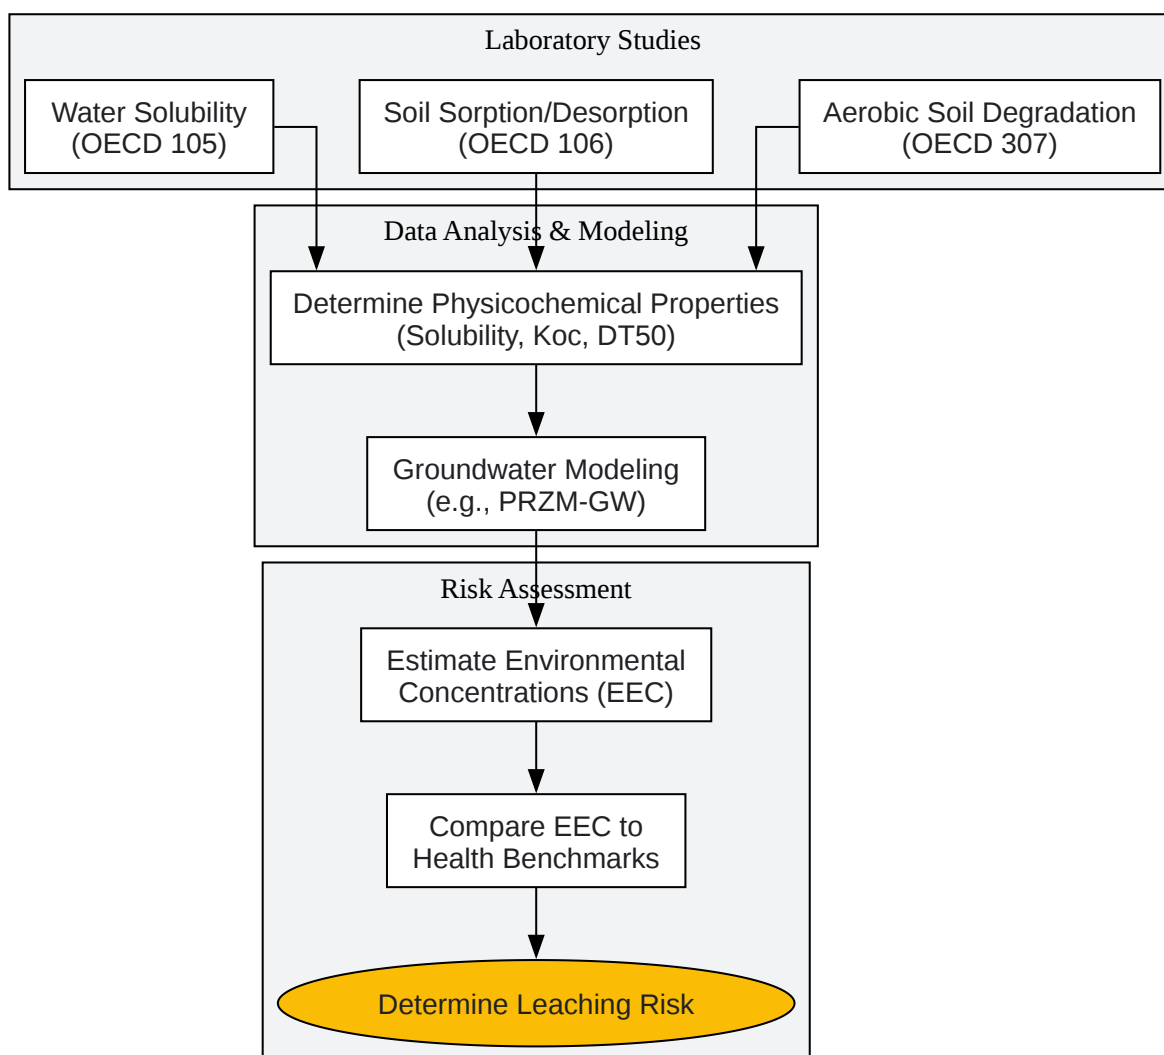 Laboratory Studies
Water Solubility
(OECD 105)
Soil Sorption/Desorption
(OECD 106)
Aerobic Soil Degradation
(OECD 307)
Data Analysis & Modeling
Determine Physicochemical Properties
(Solubility, Koc, DT50)
Groundwater Modeling
(e.g., PRZM-GW)
Risk Assessment
Estimate Environmental
Concentrations (EEC)
Compare EEC to
Health Benchmarks
Determine Leaching Risk